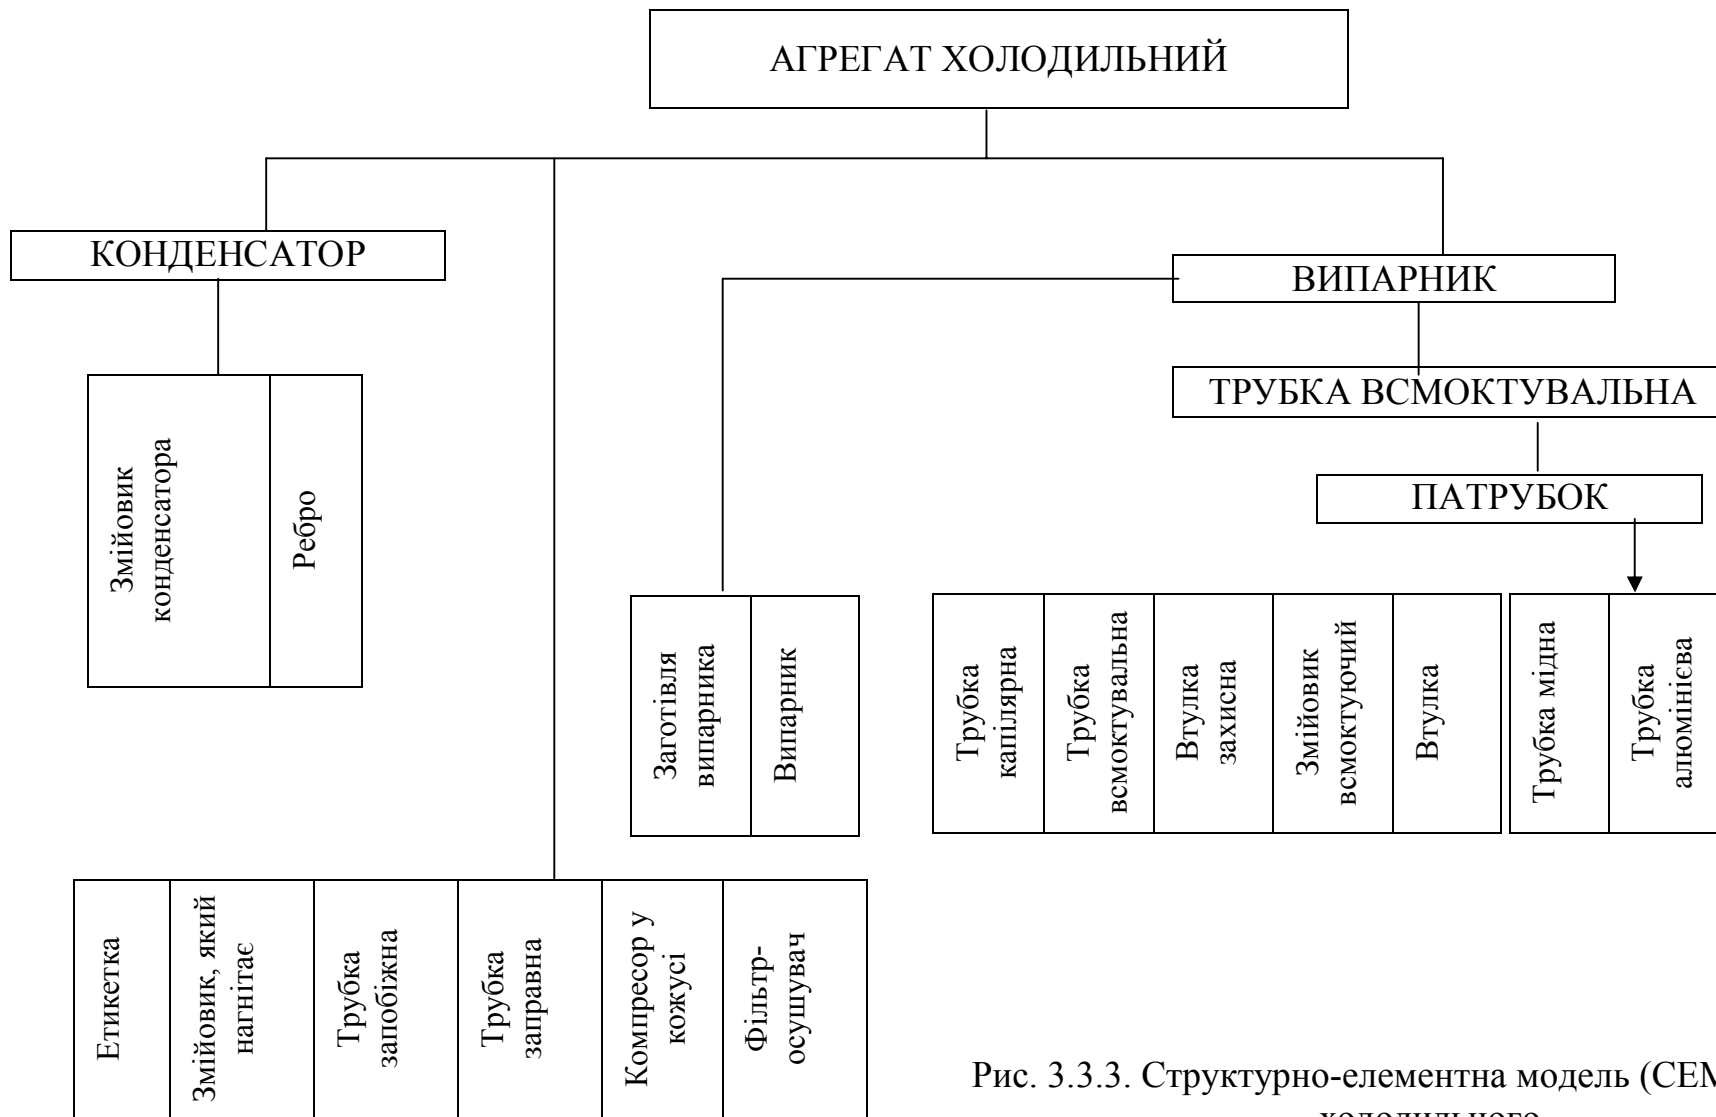 АГРЕГАТ ХОЛОДИЛЬНИЙ
КОНДЕНСАТОР
ВИПАРНИК
ТРУБКА ВСМОКТУВАЛЬНА
ПАТРУБОК
Змійовик
конденсатора
Ребро
Заготівля
випарника
Випарник
Трубка
капілярна
Трубка
всмоктувальна
Втулка
захисна
Змійовик
всмоктуючий
Втулка
Трубка мідна
Трубка
алюмінієва
Етикетка
Змійовик, який
нагнітає
Трубка
запобіжна
Трубка
заправна
Компресор у
кожусі
Фільтр-
осушувач
Рис. 3.3.3. Структурно-елементна модель (СЕМ
холодильного